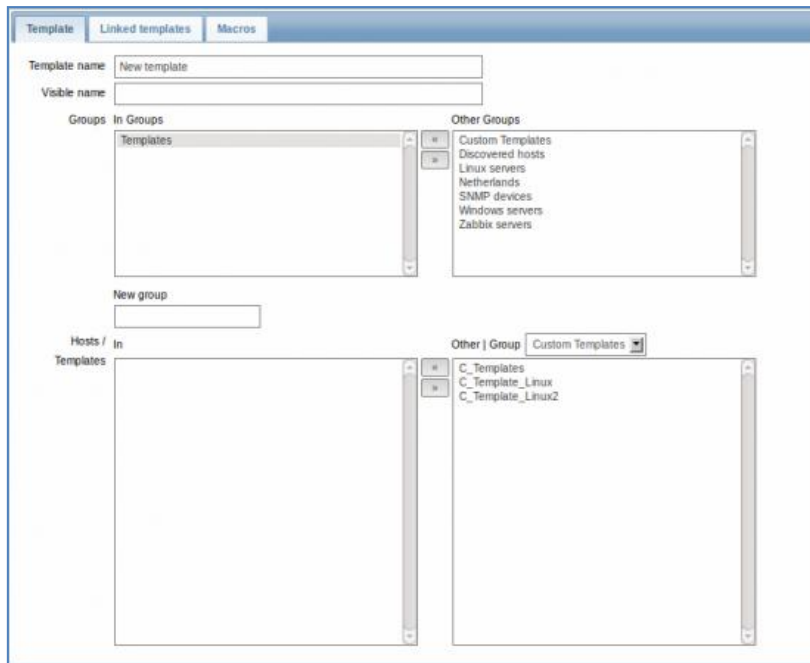 Template Linked templates Macros
Template name New template
Visible name
Groups In Groups Other Groups
Templates
«
»
Custom Templates
Discovered hosts
Linux servers
Netherlands
SNMP devices
Windows servers
Zabbix servers
New group
Hosts / In Other | Group Custom Templates
Templates
«
»
C_Templates
C_Template_Linux
C_Template_Linux2